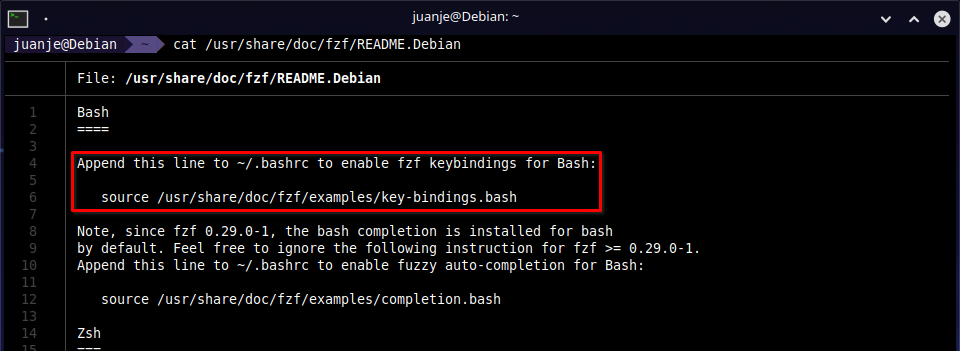 juanje@Debian: ~
juanje@Debian ~ cat /usr/share/doc/fzf/README.Debian
File: /usr/share/doc/fzf/README.Debian
1 Bash
2 ====
3
4 Append this line to ~/.bashrc to enable fzf keybindings for Bash:
5
6 source /usr/share/doc/fzf/examples/key-bindings.bash
7
8 Note, since fzf 0.29.0-1, the bash completion is installed for bash
9 by default. Feel free to ignore the following instruction for fzf >= 0.29.0-1.
10 Append this line to ~/.bashrc to enable fuzzy auto-completion for Bash:
11
12 source /usr/share/doc/fzf/examples/completion.bash
13
14 Zsh
15 ===